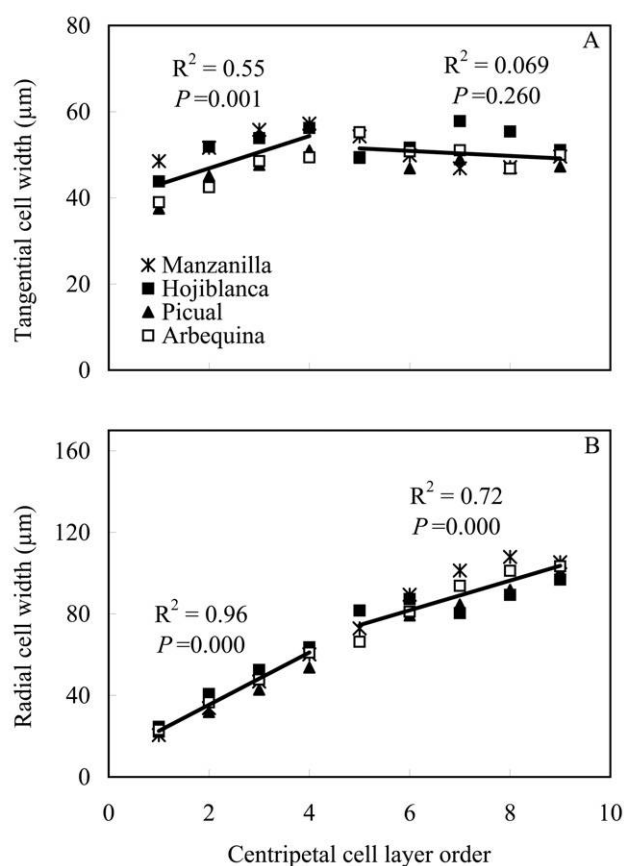 A
80
60
40
20
0
Tangential cell width (µm)
R² = 0.55
P=0.001
R² = 0.069
P=0.260
Manzanilla
Hojiblanca
Picual
Arbequina
B
160
120
80
40
0
Radial cell width (µm)
R² = 0.96
P=0.000
R² = 0.72
P=0.000
0 2 4 6 8 10
Centripetal cell layer order